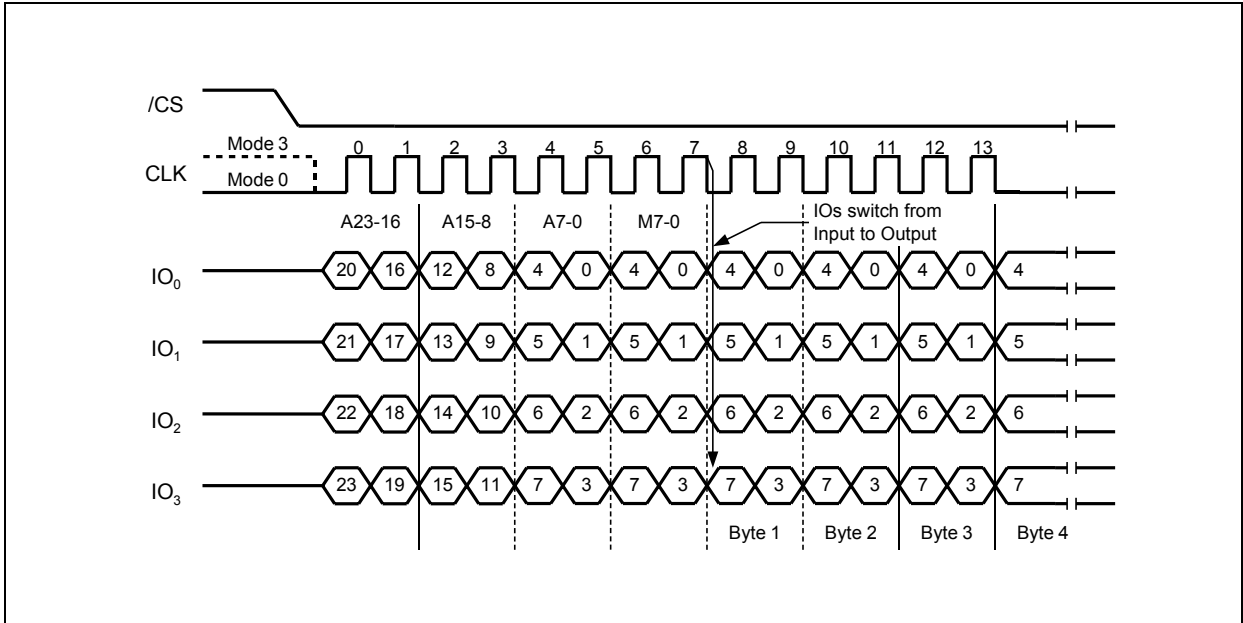 /CS
Mode 3
0 1 2 3 4 5 6 7 8 9 10 11 12 13
CLK
Mode 0
A23-16 A15-8 A7-0 M7-0
IOs switch from
Input to Output
IO0 20 16 12 8 4 0 4 0 4 0 4 0 4 0 4
IO1 21 17 13 9 5 1 5 1 5 1 5 1 5 1 5
IO2 22 18 14 10 6 2 6 2 6 2 6 2 6 2 6
IO3 23 19 15 11 7 3 7 3 7 3 7 3 7 3 7
Byte 1 Byte 2 Byte 3 Byte 4